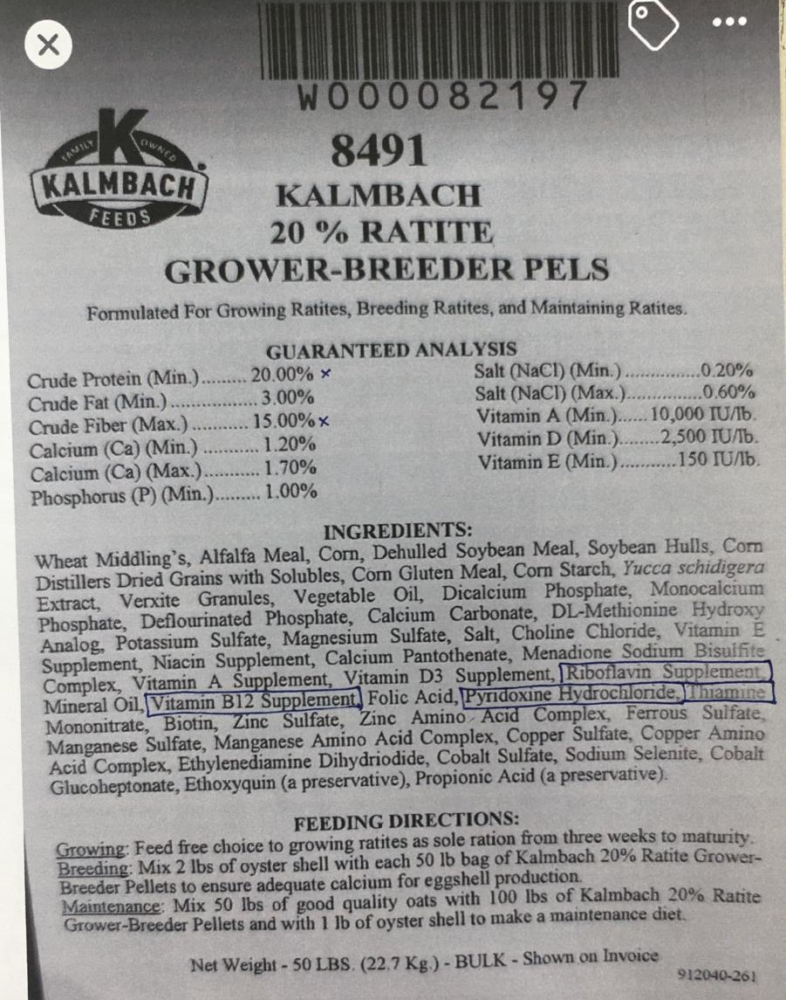 W000082197
FAMILY OWNED
KALMBACH
FEEDS
8491
KALMBACH
20 % RATITE
GROWER-BREEDER PELS
Formulated For Growing Ratites, Breeding Ratites, and Maintaining Ratites.
GUARANTEED ANALYSIS
Crude Protein (Min.)......... 20.00% x
Crude Fat (Min.)................ 3.00%
Crude Fiber (Max.)........... 15.00% x
Calcium (Ca) (Min.)........... 1.20%
Calcium (Ca) (Max.)........... 1.70%
Phosphorus (P) (Min.)......... 1.00%
Salt (NaCl) (Min.)..............0.20%
Salt (NaCl) (Max.)..............0.60%
Vitamin A (Min.)...... 10,000 IU/lb.
Vitamin D (Min.)........2,500 IU/lb.
Vitamin E (Min.)...........150 IU/lb.
INGREDIENTS:
Wheat Middling's, Alfalfa Meal, Corn, Dehulled Soybean Meal, Soybean Hulls, Corn
Distillers Dried Grains with Solubles, Corn Gluten Meal, Corn Starch, Yucca schidigera
Extract, Verxite Granules, Vegetable Oil, Dicalcium Phosphate, Monocalcium
Phosphate, Deflourinated Phosphate, Calcium Carbonate, DL-Methionine Hydroxy
Analog, Potassium Sulfate, Magnesium Sulfate, Salt, Choline Chloride, Vitamin E
Supplement, Niacin Supplement, Calcium Pantothenate, Menadione Sodium Bisulfite
Complex, Vitamin A Supplement, Vitamin D3 Supplement, Riboflavin Supplement,
Mineral Oil, Vitamin B12 Supplement, Folic Acid, Pyridoxine Hydrochloride, Thiamine
Mononitrate, Biotin, Zinc Sulfate, Zinc Amino Acid Complex, Ferrous Sulfate,
Manganese Sulfate, Manganese Amino Acid Complex, Copper Sulfate, Copper Amino
Acid Complex, Ethylenediamine Dihydriodide, Cobalt Sulfate, Sodium Selenite, Cobalt
Glucoheptonate, Ethoxyquin (a preservative), Propionic Acid (a preservative).
FEEDING DIRECTIONS:
Growing: Feed free choice to growing ratites as sole ration from three weeks to maturity.
Breeding: Mix 2 lbs of oyster shell with each 50 lb bag of Kalmbach 20% Ratite Grower-
Breeder Pellets to ensure adequate calcium for eggshell production.
Maintenance: Mix 50 lbs of good quality oats with 100 lbs of Kalmbach 20% Ratite
Grower-Breeder Pellets and with 1 lb of oyster shell to make a maintenance diet.
Net Weight - 50 LBS. (22.7 Kg.) - BULK - Shown on Invoice
912040-261